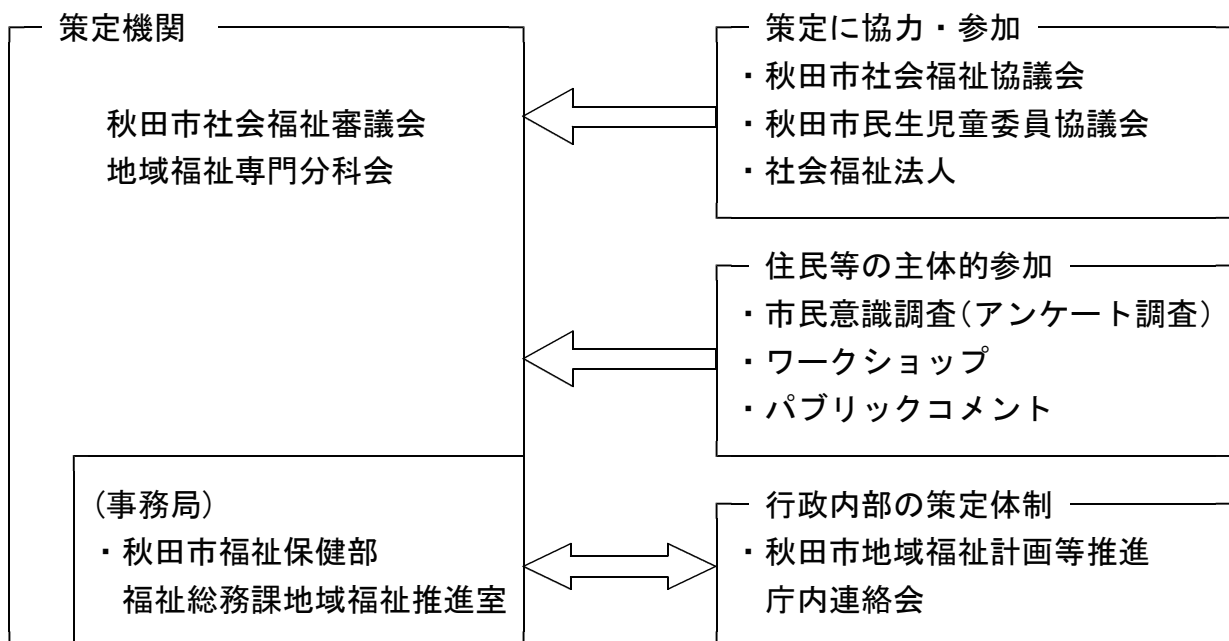 策定機関
秋田市社会福祉審議会
地域福祉専門分科会
(事務局)
・秋田市福祉保健部
福祉総務課地域福祉推進室
策定に協力・参加
・秋田市社会福祉協議会
・秋田市民生児童委員協議会
・社会福祉法人
住民等の主体的参加
・市民意識調査(アンケート調査)
・ワークショップ
・パブリックコメント
行政内部の策定体制
・秋田市地域福祉計画等推進
庁内連絡会